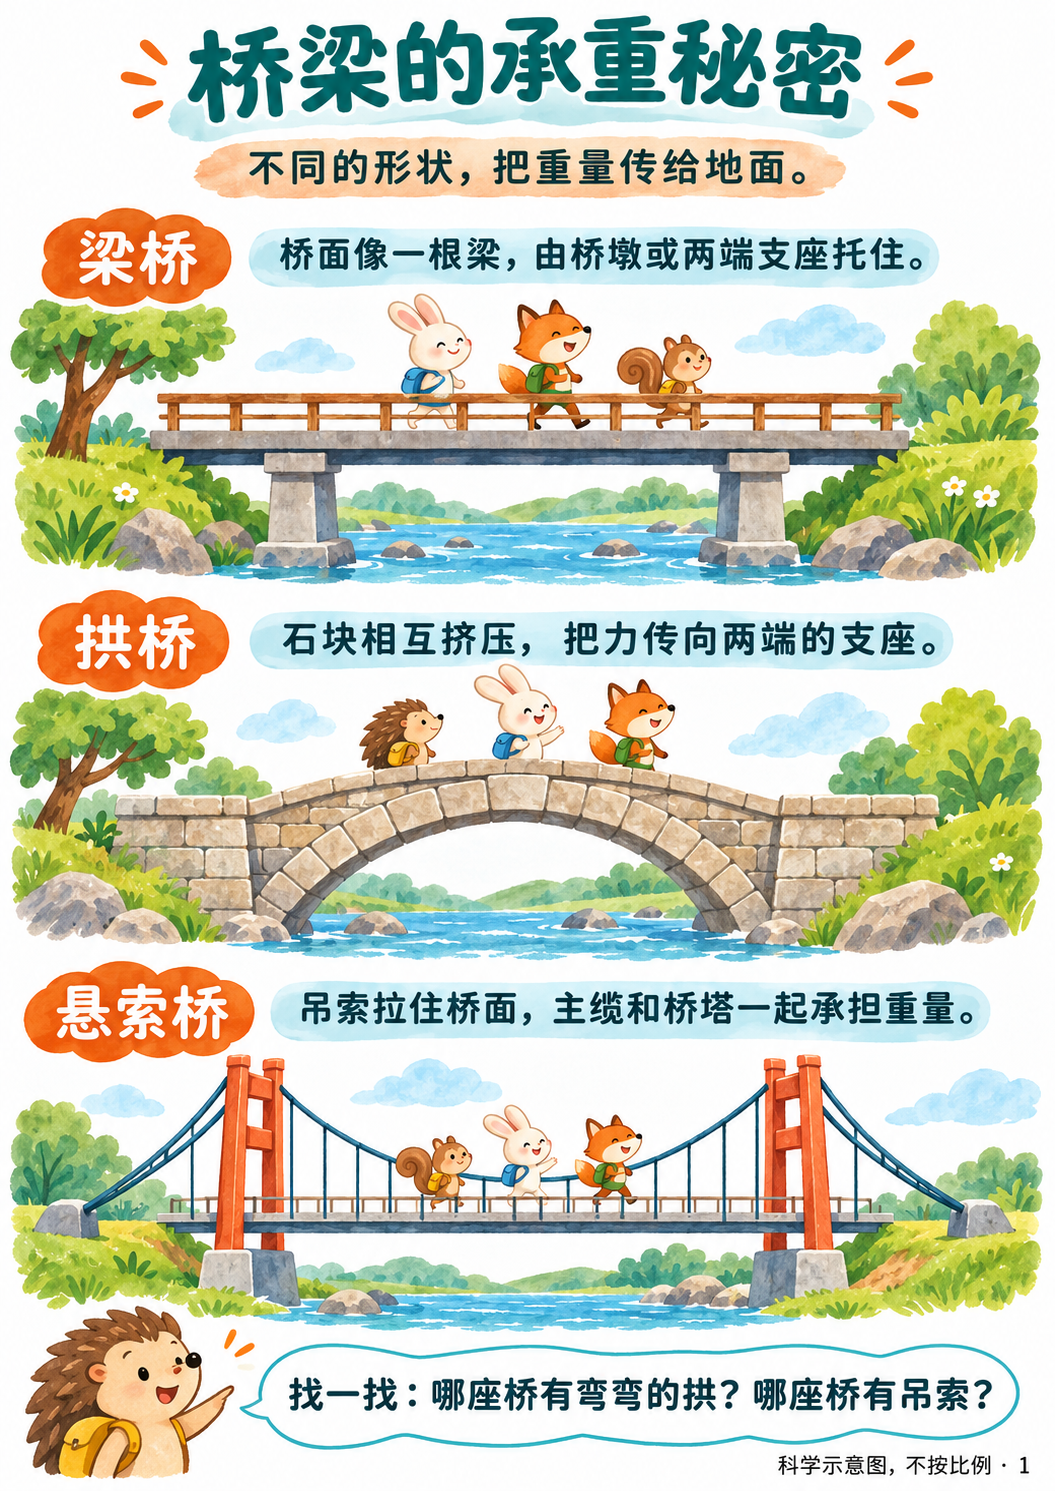 桥梁的承重秘密
不同的形状，把重量传给地面。
梁桥
桥面像一根梁，由桥墩或两端支座托住。
拱桥
石块相互挤压， 把力传向两端的支座。
悬索桥
吊索拉住桥面，主缆和桥塔一起承担重量。
找一找：哪座桥有弯弯的拱？哪座桥有吊索？
科学示意图，不按比例 · 1